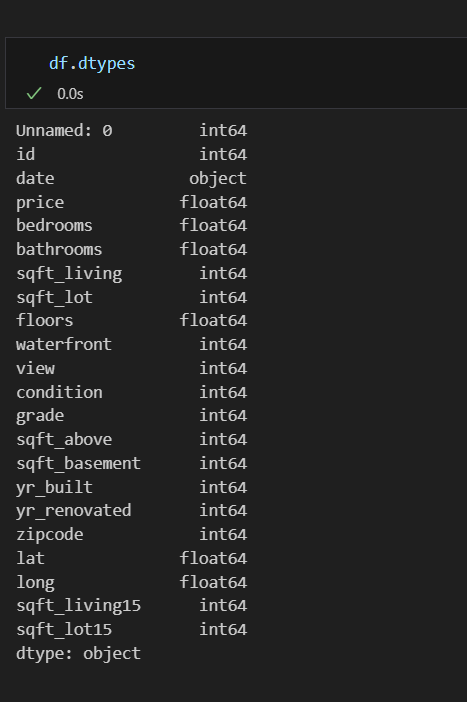 df.dtypes
0.0s
Unnamed: 0 int64
id int64
date object
price float64
bedrooms float64
bathrooms float64
sqft_living int64
sqft_lot int64
floors float64
waterfront int64
view int64
condition int64
grade int64
sqft_above int64
sqft_basement int64
yr_built int64
yr_renovated int64
zipcode int64
lat float64
long float64
sqft_living15 int64
sqft_lot15 int64
dtype: object